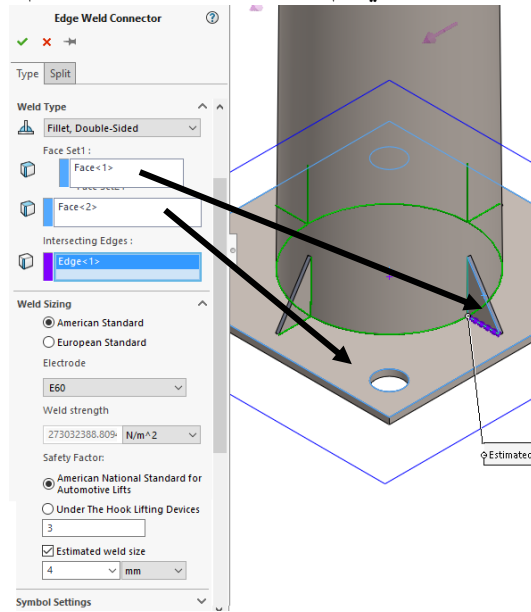 Edge Weld Connector
Type Split
Weld Type
Fillet, Double-Sided
Face Set1 :
Face<1>
Face<2>
Intersecting Edges :
Edge<1>
Weld Sizing
American Standard
European Standard
Electrode
E60
Weld strength
273032388.809 N/m^2
Safety Factor:
American National Standard for
Automotive Lifts
Under The Hook Lifting Devices
3
Estimated weld size
4 mm
Symbol Settings
Estimated